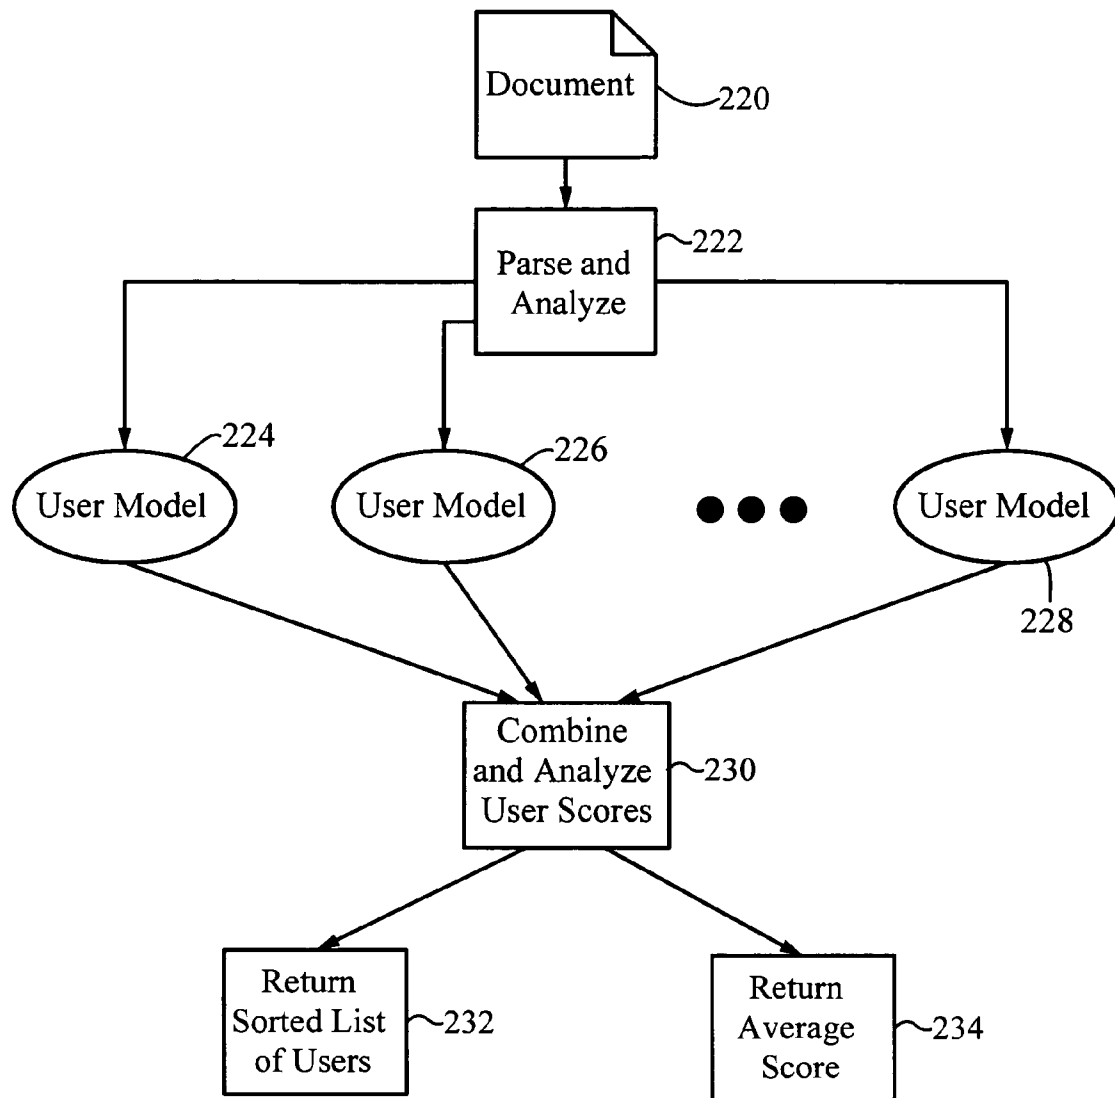 Document
220
Parse and
Analyze
222
224
User Model
226
User Model
User Model
228
Combine
and Analyze
User Scores
230
Return
Sorted List
of Users
232
Return
Average
Score
234